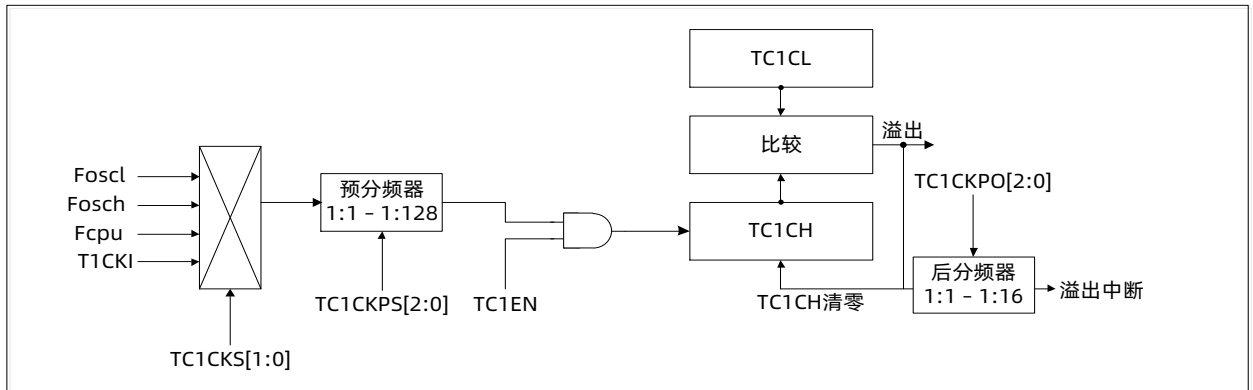 TC1CL
比较
溢出
Foscl
Fosch
Fcpu
T1CKI
预分频器
1:1 – 1:128
TC1CKPO[2:0]
TC1CH
后分频器
1:1 – 1:16
溢出中断
TC1CKPS[2:0]
TC1EN
TC1CH清零
TC1CKS[1:0]